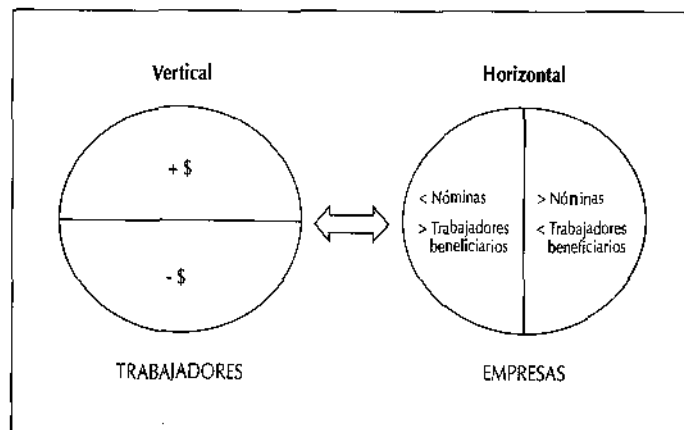 Vertical
Horizontal
+ $
- $
< Nóminas
> Trabajadores
beneficiarios
> Nóminas
< Trabajadores
beneficiarios
TRABAJADORES
EMPRESAS